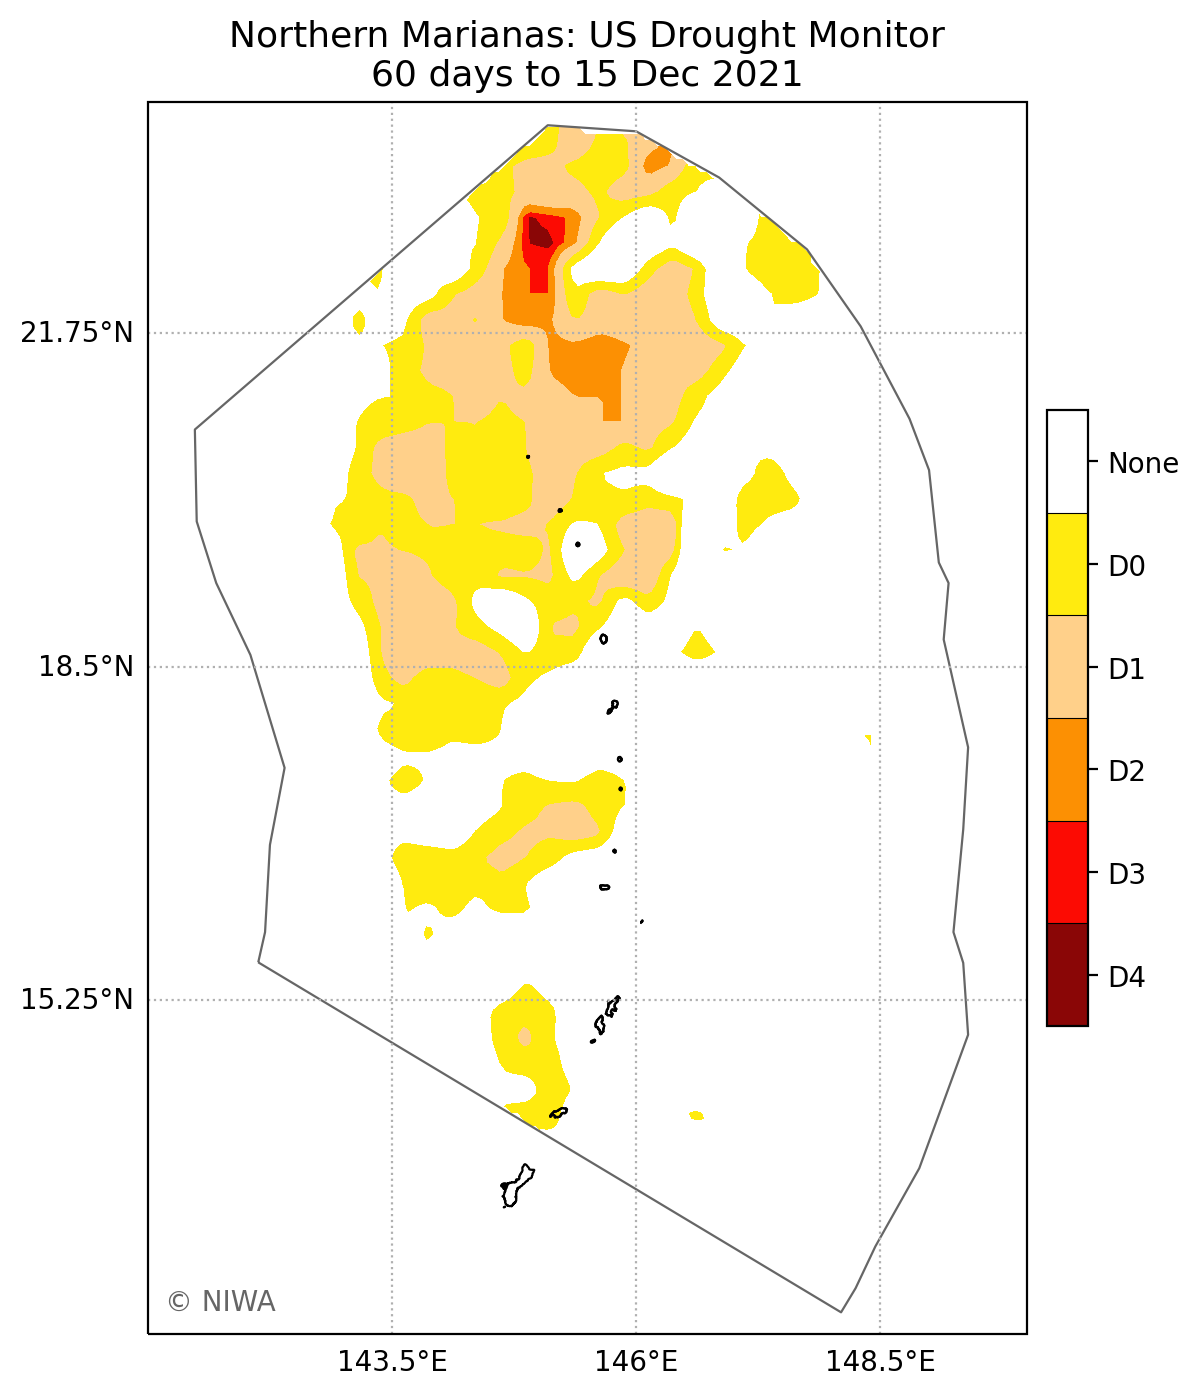 Northern Marianas: US Drought Monitor
60 days to 15 Dec 2021
21.75°N
18.5°N
15.25°N
143.5°E
146°E
148.5°E
None
D0
D1
D2
D3
D4
© NIWA